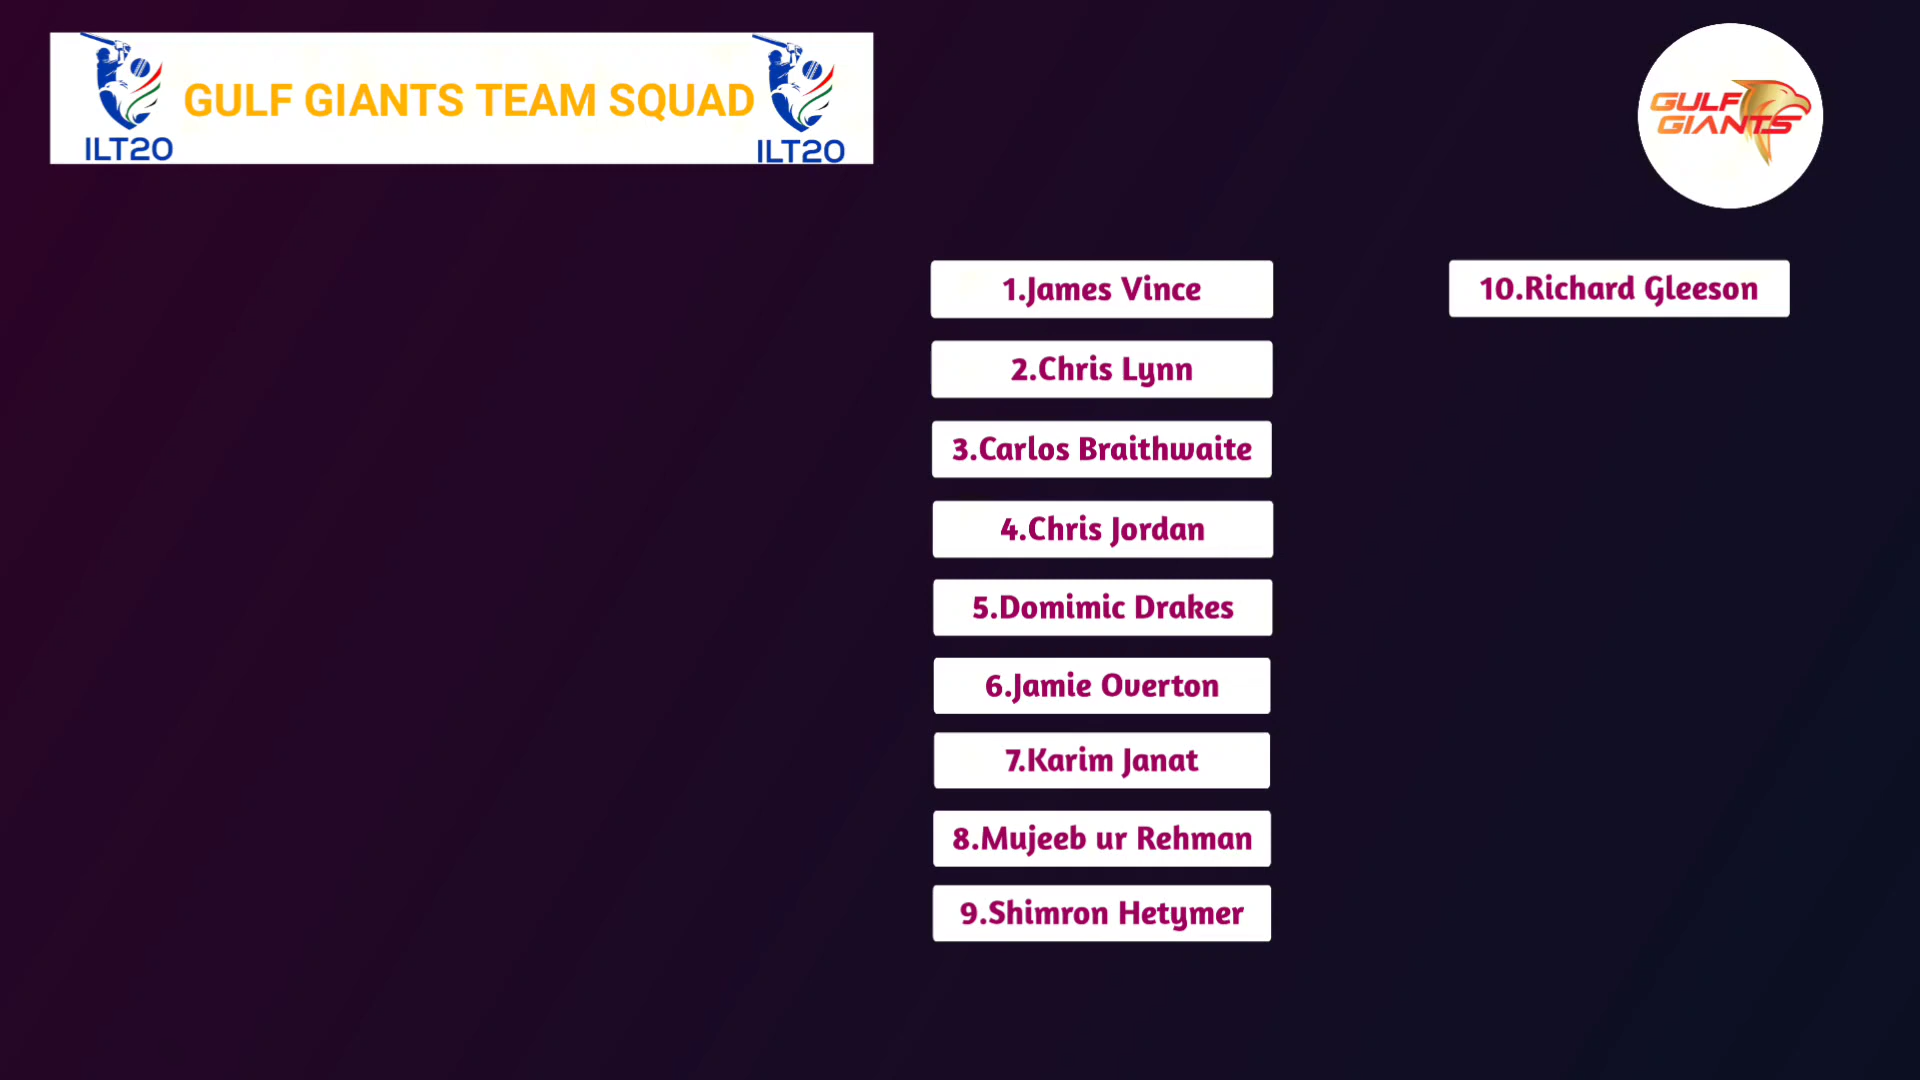 ILT20
GULF GIANTS TEAM SQUAD
ILT20
GULF
GIANTS
1.James Vince
2.Chris Lynn
3.Carlos Braithwaite
4.Chris Jordan
5.Domimic Drakes
6.Jamie Overton
7.Karim Janat
8.Mujeeb ur Rehman
9.Shimron Hetymer
10.Richard Gleeson